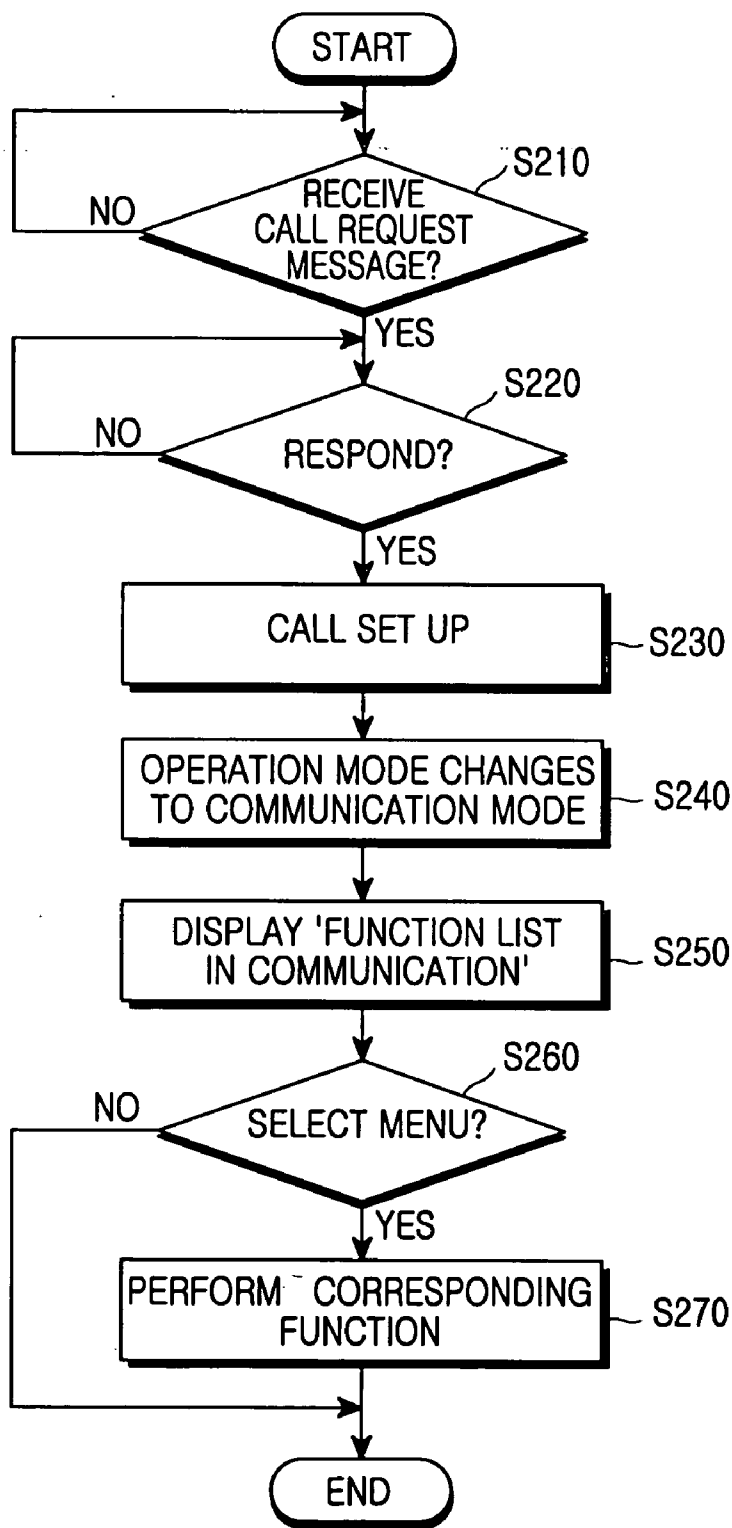 START
S210
RECEIVE
CALL REQUEST
MESSAGE?
NO
YES
S220
RESPOND?
NO
YES
CALL SET UP
S230
OPERATION MODE CHANGES
TO COMMUNICATION MODE
S240
DISPLAY 'FUNCTION LIST
IN COMMUNICATION'
S250
S260
SELECT MENU?
NO
YES
PERFORM CORRESPONDING
FUNCTION
S270
END